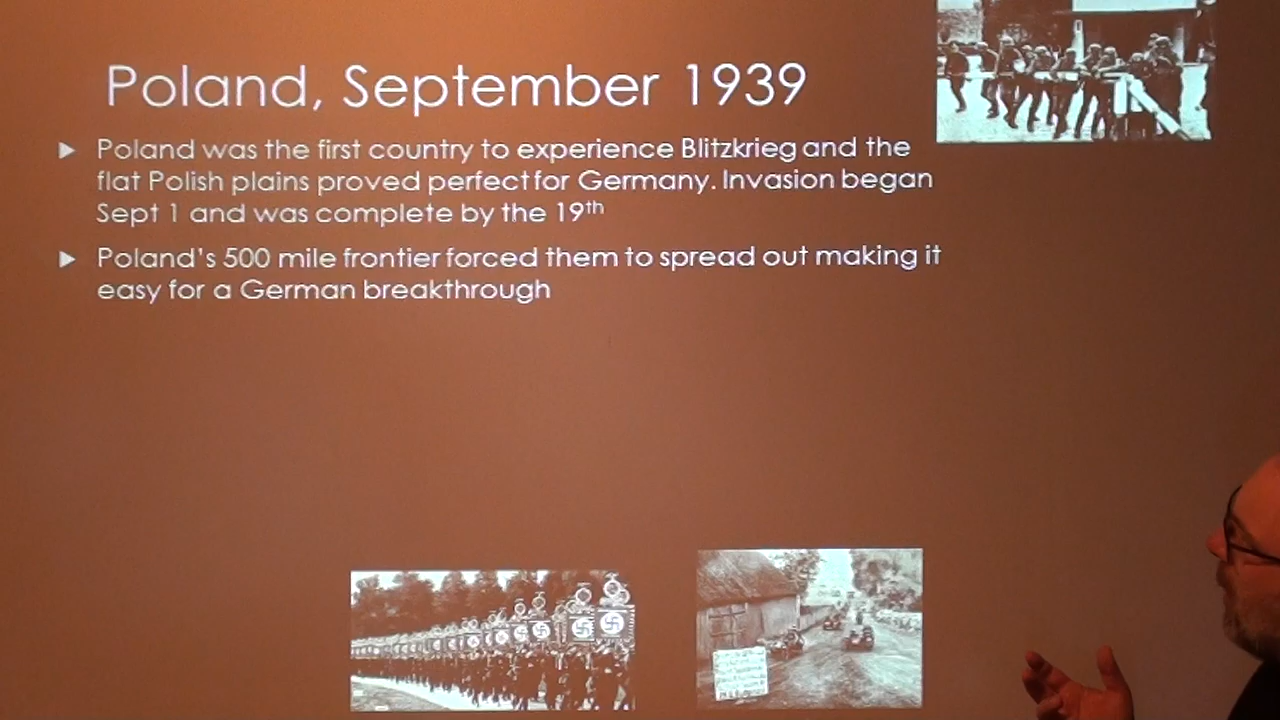 Poland, September 1939
Poland was the first country to experience Blitzkrieg and the
flat Polish plains proved perfect for Germany. Invasion began
Sept 1 and was complete by the 19th
Poland's 500 mile frontier forced them to spread out making it
easy for a German breakthrough